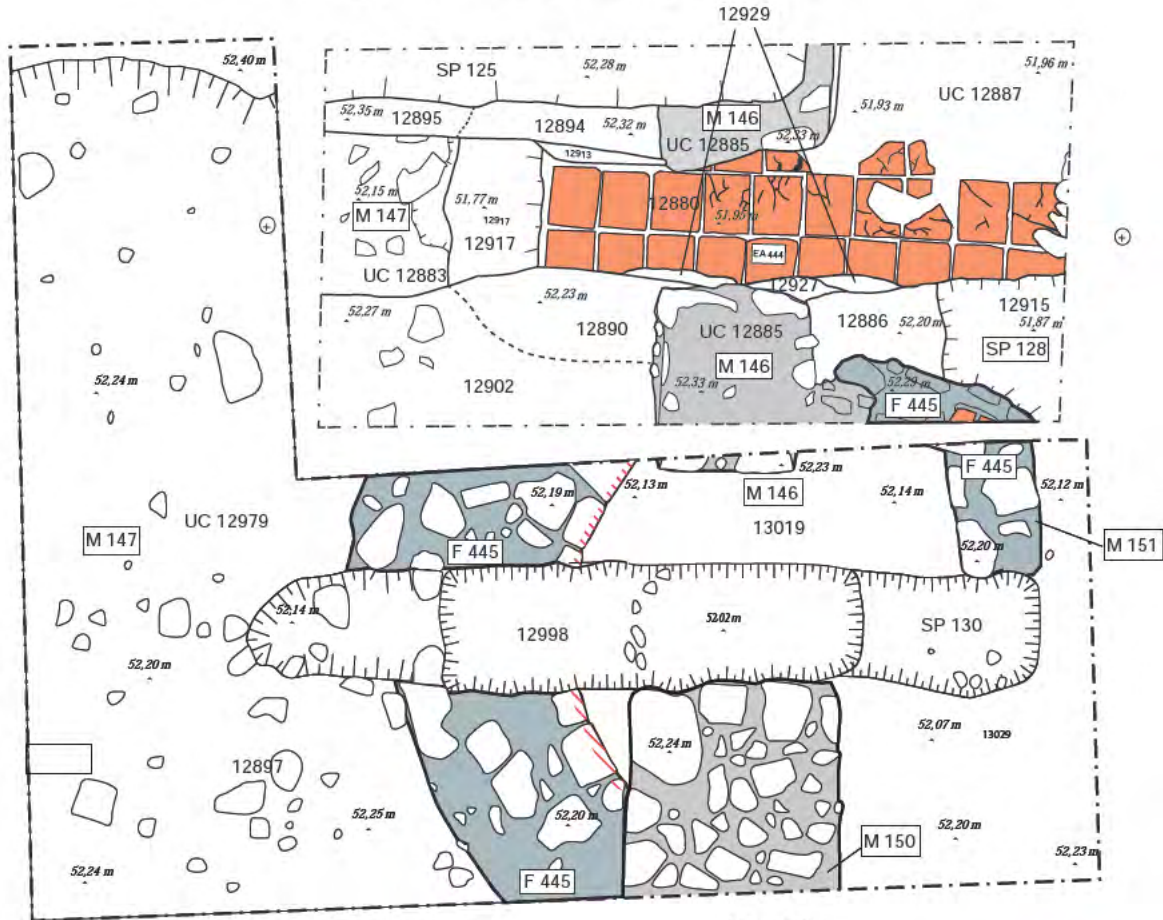 12929
52,40 m
SP 125
52,28 m
51,96 m
UC 12887
51,93 m
52,35 m
12895
12894
52,32 m
M 146
UC 12885
52,33 m
12913
52,15 m
M 147
51,77 m
12917
12917
12880
51,95 m
EA 444
UC 12883
12927
52,27 m
52,23 m
12890
UC 12885
M 146
12886
52,20 m
12915
51,87 m
SP 128
52,24 m
12902
52,33 m
52,29 m
F 445
52,19 m
52,13 m
52,23 m
M 146
52,14 m
F 445
52,12 m
UC 12979
M 147
F 445
13019
52,20 m
M 151
52,14 m
12998
52,02 m
SP 130
52,20 m
52,24 m
52,07 m
13029
12897
52,25 m
52,20 m
52,20 m
M 150
52,24 m
F 445
52,23 m